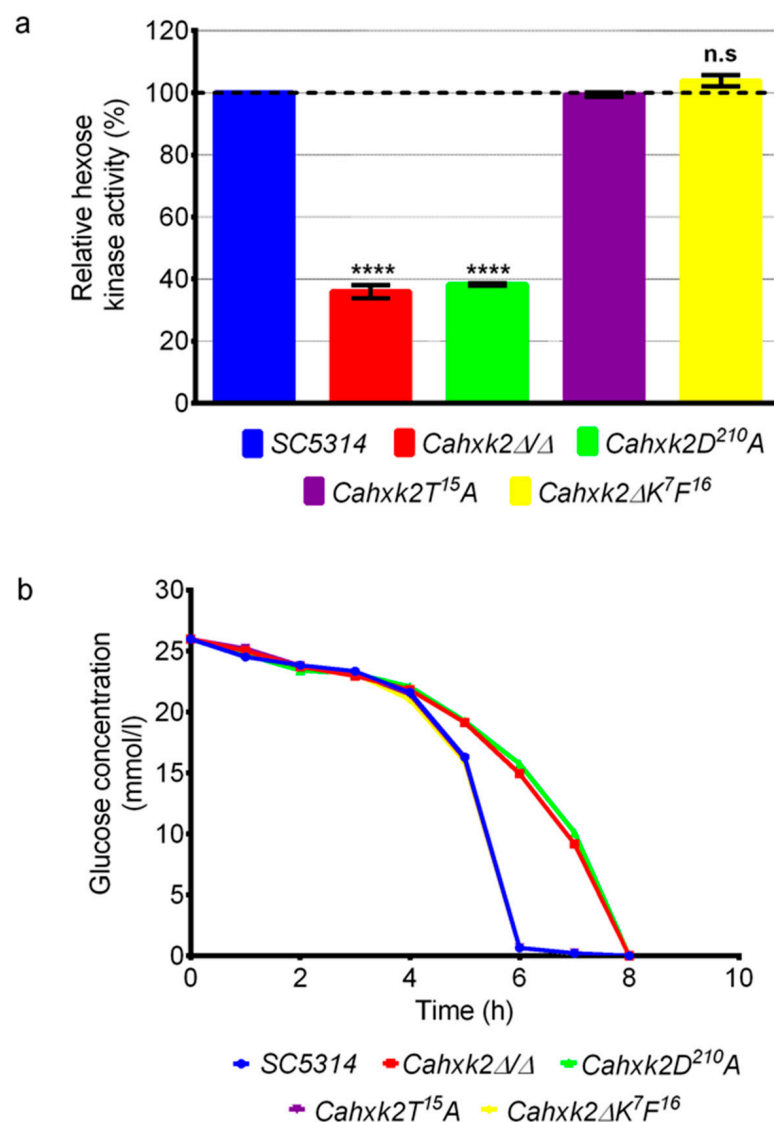 a
Relative hexose
kinase activity (%)
120
100
80
60
40
20
0
****
****
n.s
SC5314
Cahxk2Δ/Δ
Cahxk2D²¹⁰A
Cahxk2T¹⁵A
Cahxk2ΔK⁷F¹⁶
b
Glucose concentration
(mmol/l)
30
25
20
15
10
5
0
0 2 4 6 8 10
Time (h)
SC5314
Cahxk2Δ/Δ
Cahxk2D²¹⁰A
Cahxk2T¹⁵A
Cahxk2ΔK⁷F¹⁶